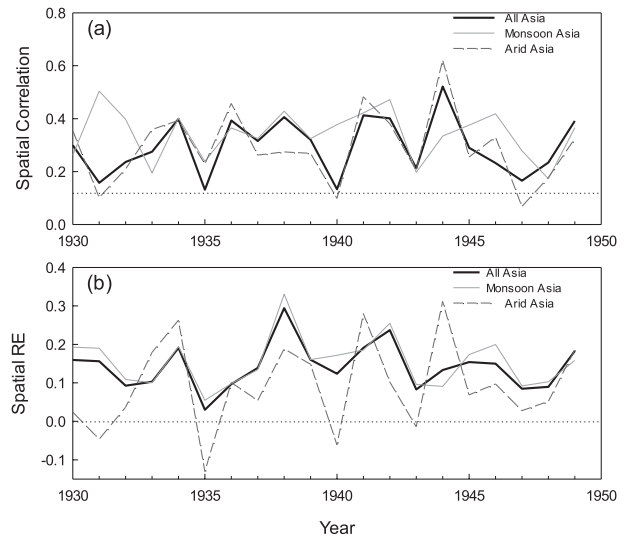 (a)
All Asia
Monsoon Asia
Arid Asia
Spatial Correlation
0.8
0.6
0.4
0.2
0.0
1930 1935 1940 1945 1950
(b)
All Asia
Monsoon Asia
Arid Asia
Spatial RE
0.4
0.3
0.2
0.1
0.0
-0.1
1930 1935 1940 1945 1950
Year